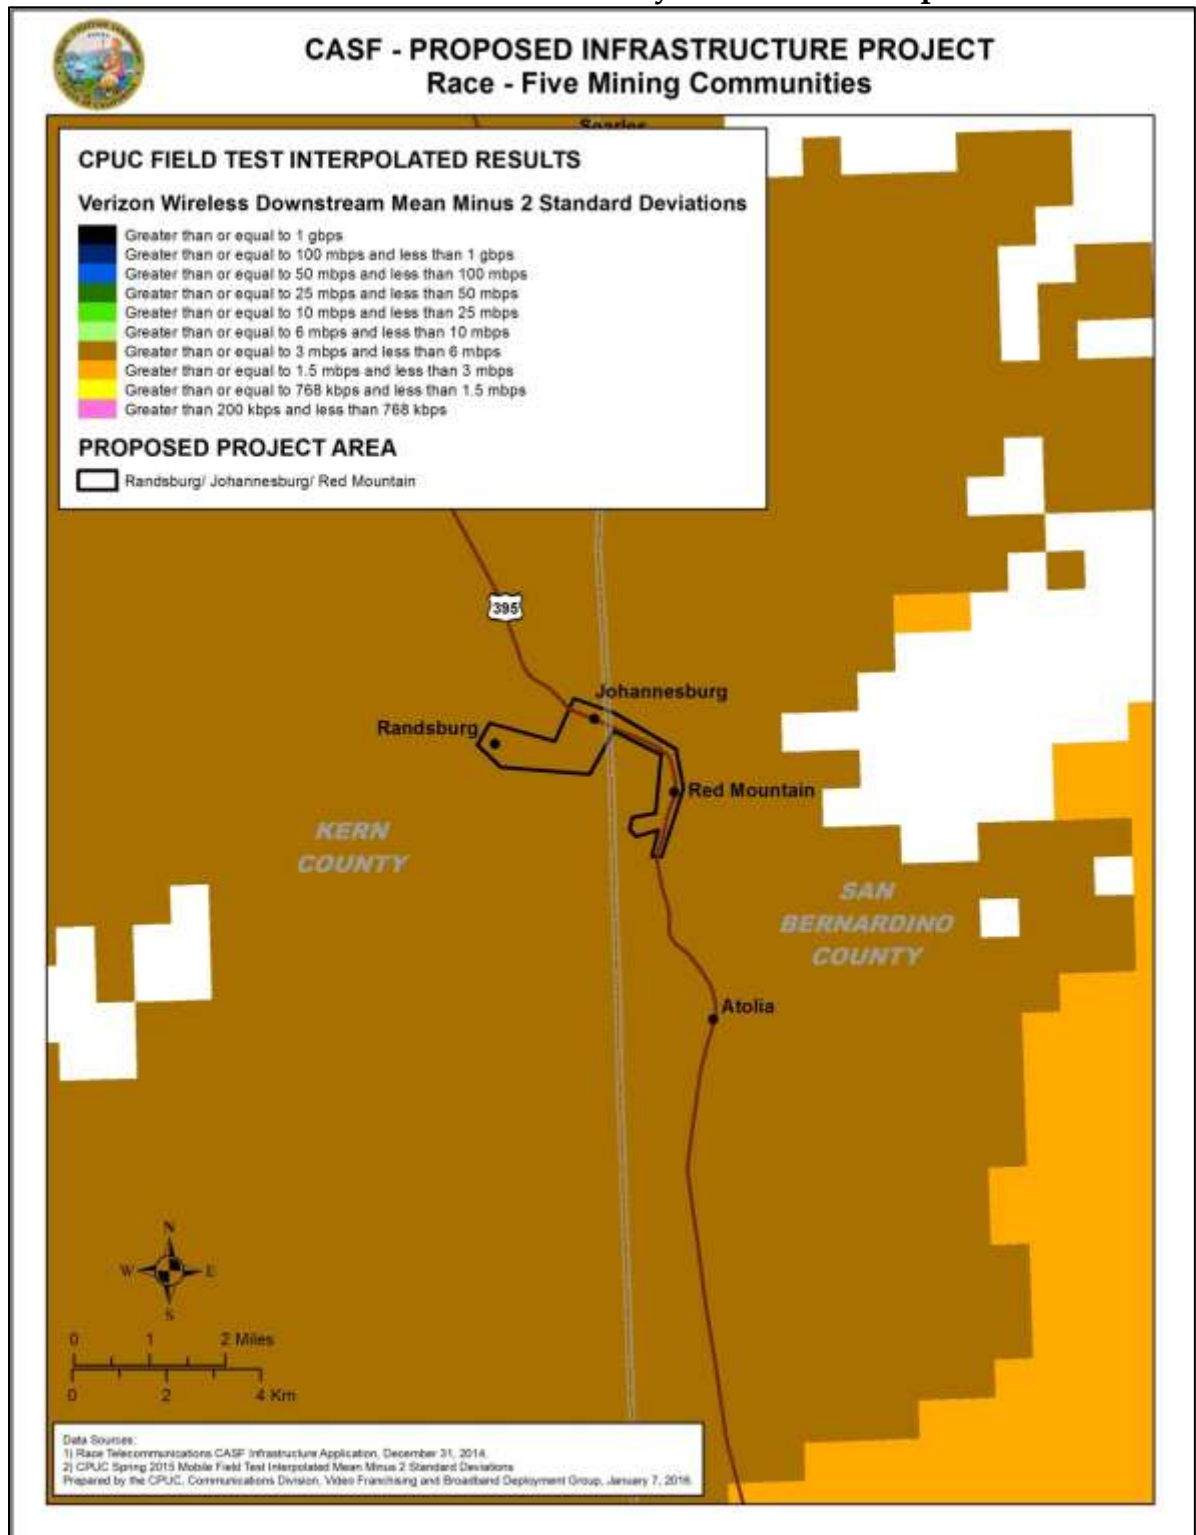 CASF - PROPOSED INFRASTRUCTURE PROJECT
Race - Five Mining Communities
CPUC FIELD TEST INTERPOLATED RESULTS
Verizon Wireless Downstream Mean Minus 2 Standard Deviations
Greater than or equal to 1 gbps
Greater than or equal to 100 mbps and less than 1 gbps
Greater than or equal to 50 mbps and less than 100 mbps
Greater than or equal to 25 mbps and less than 50 mbps
Greater than or equal to 10 mbps and less than 25 mbps
Greater than or equal to 6 mbps and less than 10 mbps
Greater than or equal to 3 mbps and less than 6 mbps
Greater than or equal to 1.5 mbps and less than 3 mbps
Greater than or equal to 768 kbps and less than 1.5 mbps
Greater than 200 kbps and less than 768 kbps
PROPOSED PROJECT AREA
Randsburg/ Johannesburg/ Red Mountain
395
Johannesburg
Randsburg
Red Mountain
KERN
COUNTY
SAN
BERNARDINO
COUNTY
Atolia
N
W E
S
0 1 2 Miles
0 2 4 Km
Data Sources:
1) Race Telecommunications CASF Infrastructure Application, December 31, 2014.
2) CPUC Spring 2015 Mobile Field Test Interpolated Mean Minus 2 Standard Deviations
Prepared by the CPUC, Communications Division, Video Franchising and Broadband Deployment Group, January 7, 2016.